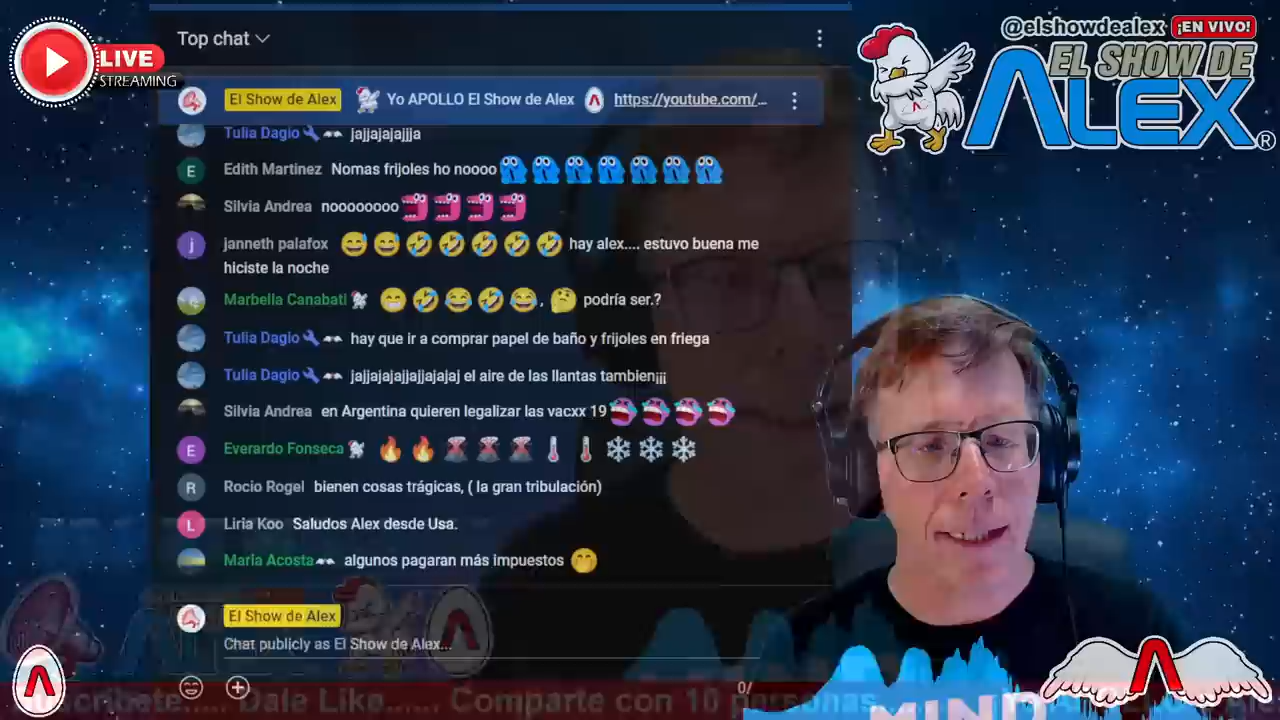 LIVE
STREAMING
Top chat
@elshowdealex ¡EN VIVO!
EL SHOW DE
ALEX®
El Show de Alex Yo APOLLO El Show de Alex https://youtube.com/...
Tulia Dagio jajjajajajjja
E Edith Martinez Nomas frijoles ho noooo
Silvia Andrea noooooooo
j janneth palafox hay alex.... estuvo buena me
hiciste la noche
Marbella Canabati , podría ser.?
Tulia Dagio hay que ir a comprar papel de baño y frijoles en friega
Tulia Dagio jajjajajajjajjajajaj el aire de las llantas tambien¡¡¡
Silvia Andrea en Argentina quieren legalizar las vacxx 19
E Everardo Fonseca
R Rocio Rogel bienen cosas trágicas, ( la gran tribulación)
L Liria Koo Saludos Alex desde Usa.
Maria Acosta algunos pagaran más impuestos
El Show de Alex
Chat publicly as El Show de Alex...
0/
Dale Like....... Comparte con 10 personas
MIND